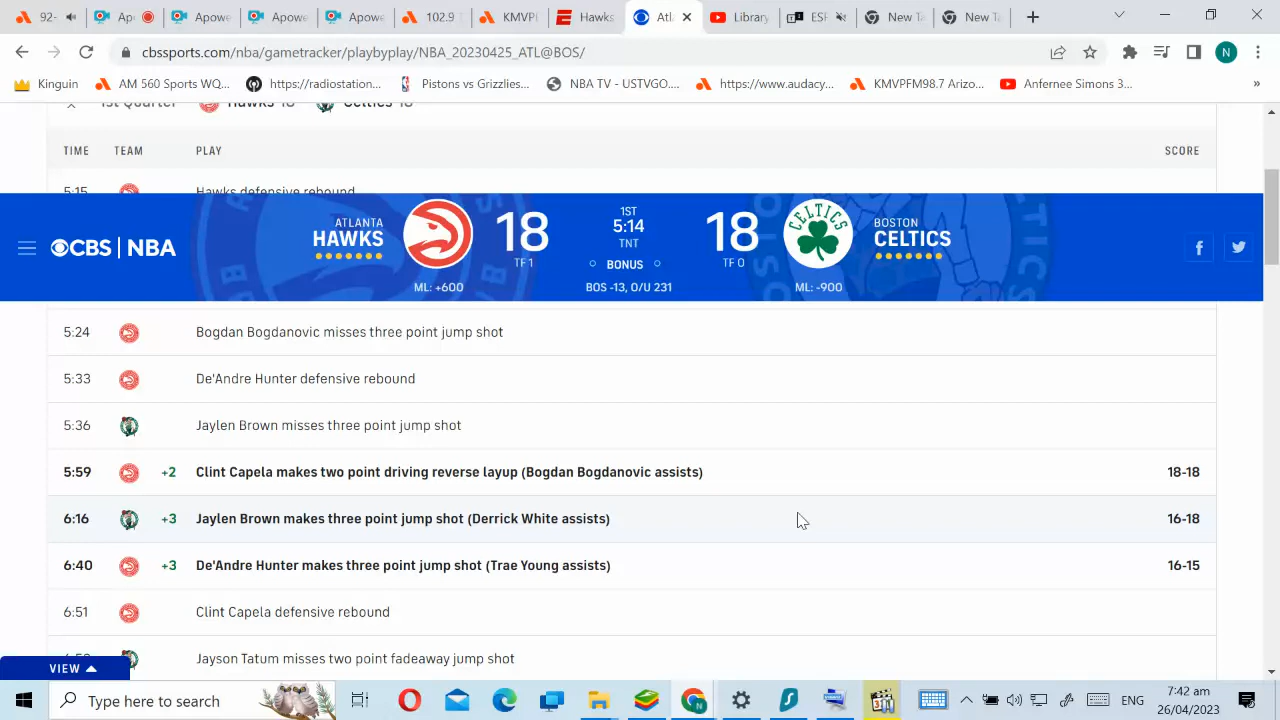 92-
Ap
Apowe
Apowe
Apowe
102.9
KMVP
Hawks
Atl
Library
ESP
New Ta
New Ta
cbssports.com/nba/gametracker/playbyplay/NBA_20230425_ATL@BOS/
N
Kinguin
AM 560 Sports WQ...
https://radiostation...
Pistons vs Grizzlies...
NBA TV - USTVGO....
https://www.audacy...
KMVPFM98.7 Arizo...
Anfernee Simons 3...
»
1st Quarter Hawks 18 Celtics 18
TIME TEAM PLAY SCORE
5:15 Hawks defensive rebound
CBS | NBA
ATLANTA
HAWKS
18
TF 1
ML: +600
1ST
5:14
TNT
BONUS
BOS -13, O/U 231
18
TF 0
CELTICS
BOSTON
CELTICS
ML: -900
5:24 Bogdan Bogdanovic misses three point jump shot
5:33 De'Andre Hunter defensive rebound
5:36 Jaylen Brown misses three point jump shot
5:59 +2 Clint Capela makes two point driving reverse layup (Bogdan Bogdanovic assists) 18-18
6:16 +3 Jaylen Brown makes three point jump shot (Derrick White assists) 16-18
6:40 +3 De'Andre Hunter makes three point jump shot (Trae Young assists) 16-15
6:51 Clint Capela defensive rebound
Jayson Tatum misses two point fadeaway jump shot
VIEW
Type here to search
ENG
7:42 am
26/04/2023